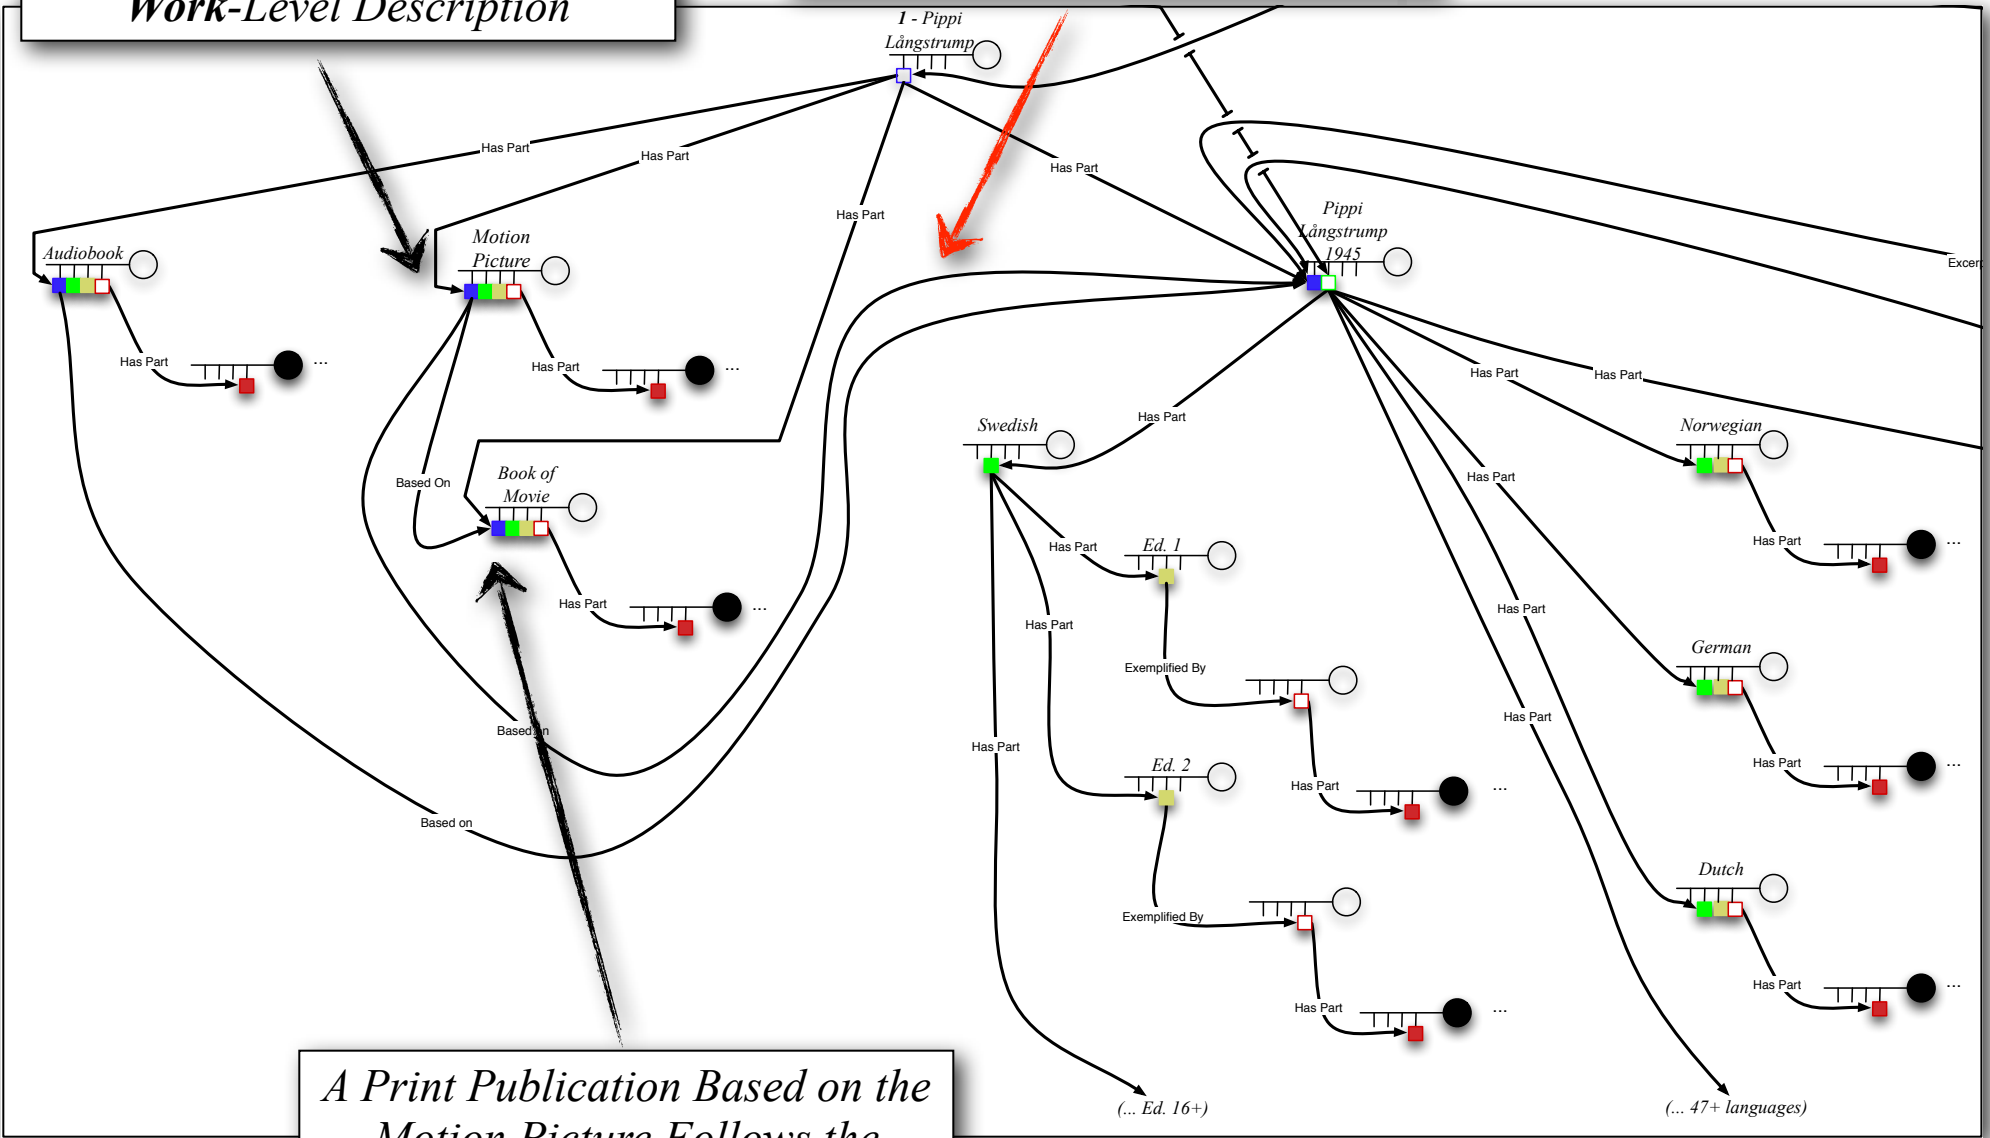 Work-Level Description
1 - Pippi
Långstrump
Has Part
Has Part
Has Part
Has Part
Pippi
Långstrump
1945
Audiobook
Motion
Picture
Has Part
Has Part
Has Part
Has Part
Has Part
Swedish
Norwegian
Based On
Book of
Movie
Has Part
Has Part
Ed. 1
Has Part
Has Part
Has Part
Has Part
German
Exemplified By
Has Part
Based on
Has Part
Ed. 2
Has Part
Has Part
Based on
Dutch
Exemplified By
Has Part
Has Part
A Print Publication Based on the
Motion Picture Follows the
(... Ed. 16+)
(... 47+ languages)